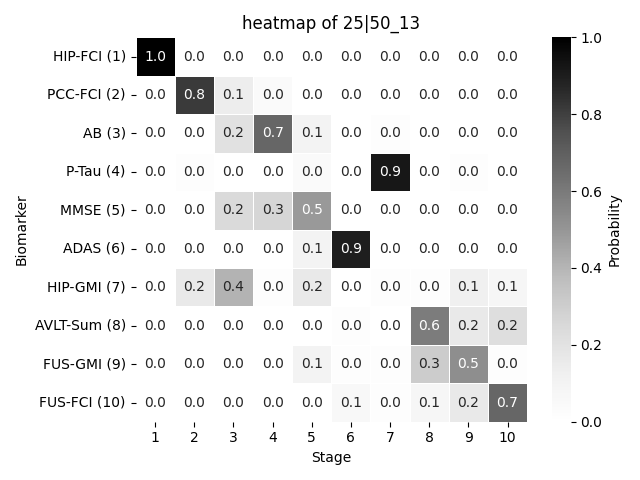 heatmap of 25|50_13
HIP-FCI (1) 1.0 0.0 0.0 0.0 0.0 0.0 0.0 0.0 0.0 0.0
PCC-FCI (2) 0.0 0.8 0.1 0.0 0.0 0.0 0.0 0.0 0.0 0.0
AB (3) 0.0 0.0 0.2 0.7 0.1 0.0 0.0 0.0 0.0 0.0
P-Tau (4) 0.0 0.0 0.0 0.0 0.0 0.0 0.9 0.0 0.0 0.0
MMSE (5) 0.0 0.0 0.2 0.3 0.5 0.0 0.0 0.0 0.0 0.0
ADAS (6) 0.0 0.0 0.0 0.0 0.1 0.9 0.0 0.0 0.0 0.0
HIP-GMI (7) 0.0 0.2 0.4 0.0 0.2 0.0 0.0 0.0 0.1 0.1
AVLT-Sum (8) 0.0 0.0 0.0 0.0 0.0 0.0 0.0 0.6 0.2 0.2
FUS-GMI (9) 0.0 0.0 0.0 0.0 0.1 0.0 0.0 0.3 0.5 0.0
FUS-FCI (10) 0.0 0.0 0.0 0.0 0.0 0.1 0.0 0.1 0.2 0.7
1 2 3 4 5 6 7 8 9 10
Stage
Biomarker
1.0
0.8
0.6
0.4
0.2
0.0
Probability